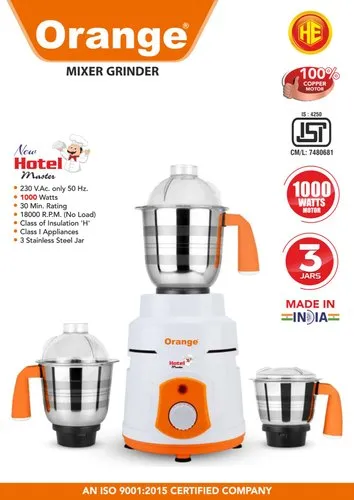 Orange®
MIXER GRINDER
HE
100%
COPPER
MOTOR
IS : 4250
ISI
CM/L: 7480681
New
Hotel
Master
• 230 V.Ac. only 50 Hz.
• 1000 Watts
• 30 Min. Rating
• 18000 R.P.M. (No Load)
• Class of Insulation 'H'
• Class I Appliances
• 3 Stainless Steel Jar
1000
WATTS
MOTOR
3
JARS
MADE IN
INDIA
Orange®
Hotel
Master
AN ISO 9001:2015 CERTIFIED COMPANY